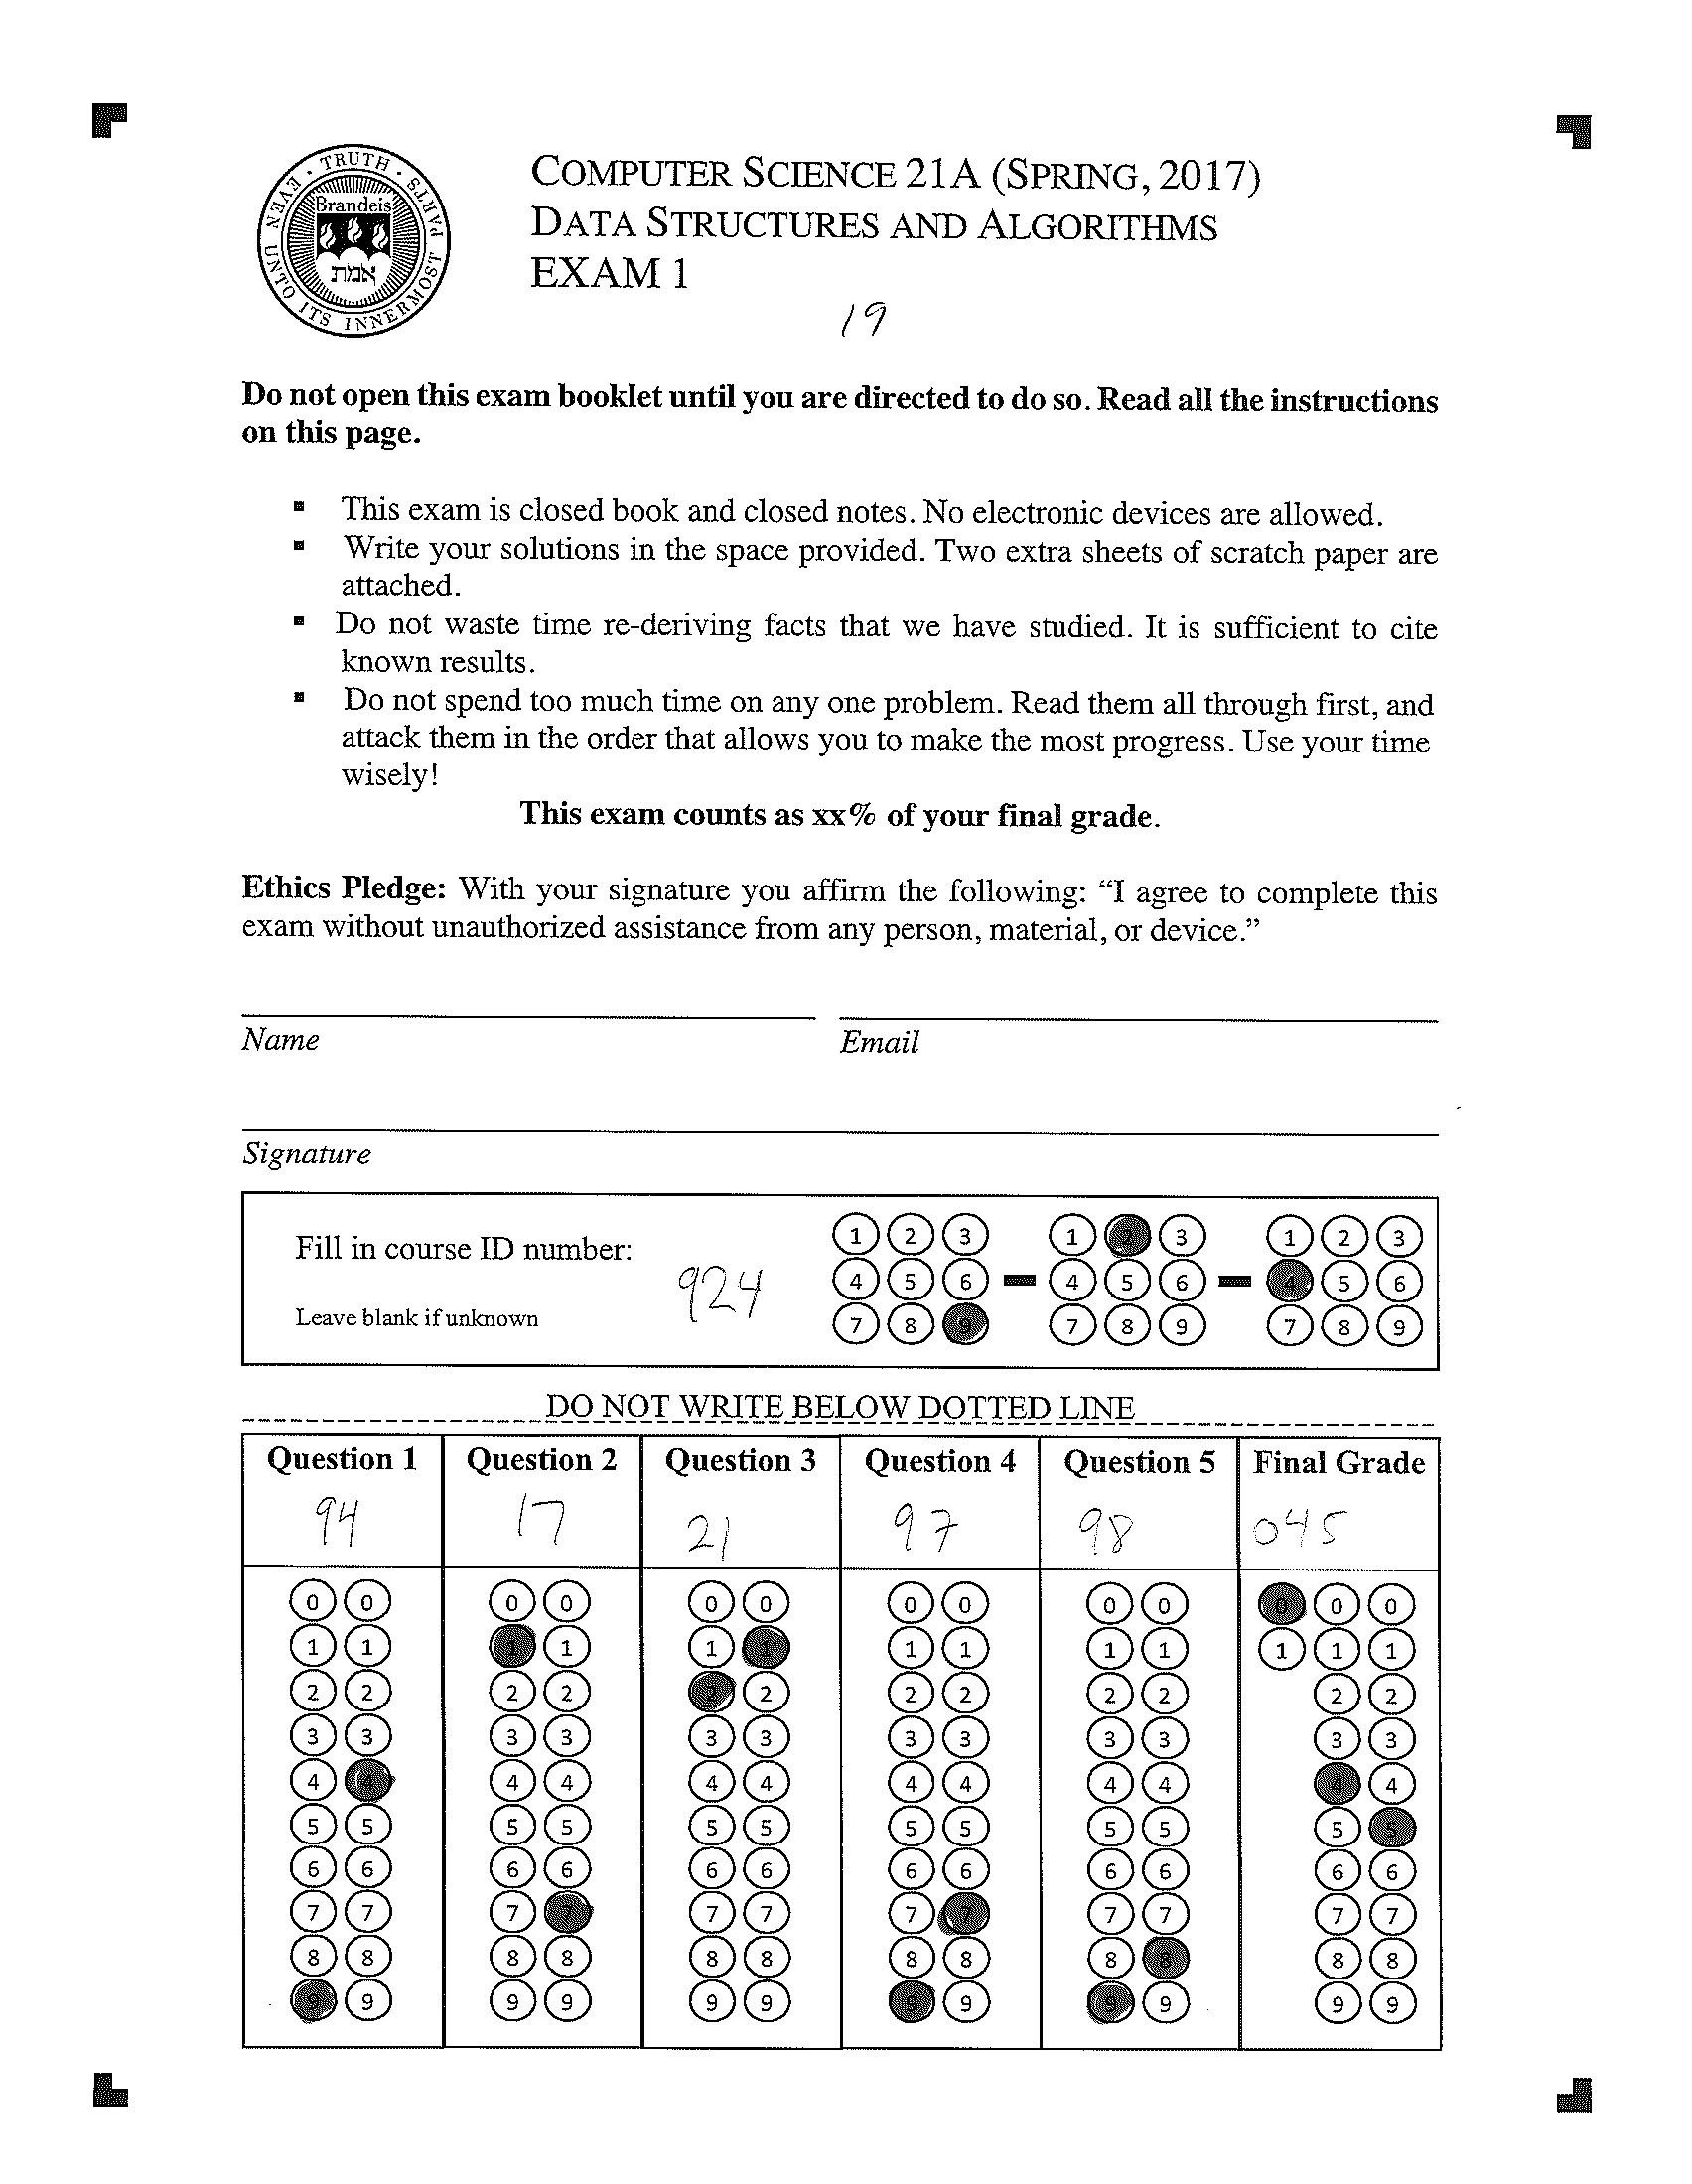 TRUTH · EVEN UNTO ITS INNERMOST PARTS ·
Brandeis
אמת
COMPUTER SCIENCE 21A (SPRING, 2017)
DATA STRUCTURES AND ALGORITHMS
EXAM 1
19
Do not open this exam booklet until you are directed to do so. Read all the instructions
on this page.
▪ This exam is closed book and closed notes. No electronic devices are allowed.
▪ Write your solutions in the space provided. Two extra sheets of scratch paper are
attached.
▪ Do not waste time re-deriving facts that we have studied. It is sufficient to cite
known results.
▪ Do not spend too much time on any one problem. Read them all through first, and
attack them in the order that allows you to make the most progress. Use your time
wisely!
This exam counts as xx% of your final grade.
Ethics Pledge: With your signature you affirm the following: “I agree to complete this
exam without unauthorized assistance from any person, material, or device.”
Name Email
Signature
Fill in course ID number: 924
Leave blank if unknown
1 2 3 1 2 3 1 2 3
4 5 6 4 5 6 4 5 6
7 8 9 7 8 9 7 8 9
DO NOT WRITE BELOW DOTTED LINE
Question 1 Question 2 Question 3 Question 4 Question 5 Final Grade
94 17 21 97 98 045
0 0 0 0 0 0 0 0 0 0 0 0 0
1 1 1 1 1 1 1 1 1 1 1 1 1
2 2 2 2 2 2 2 2 2 2 2 2
3 3 3 3 3 3 3 3 3 3 3 3
4 4 4 4 4 4 4 4 4 4 4 4
5 5 5 5 5 5 5 5 5 5 5 5
6 6 6 6 6 6 6 6 6 6 6 6
7 7 7 7 7 7 7 7 7 7 7 7
8 8 8 8 8 8 8 8 8 8 8 8
9 9 9 9 9 9 9 9 9 9 9 9